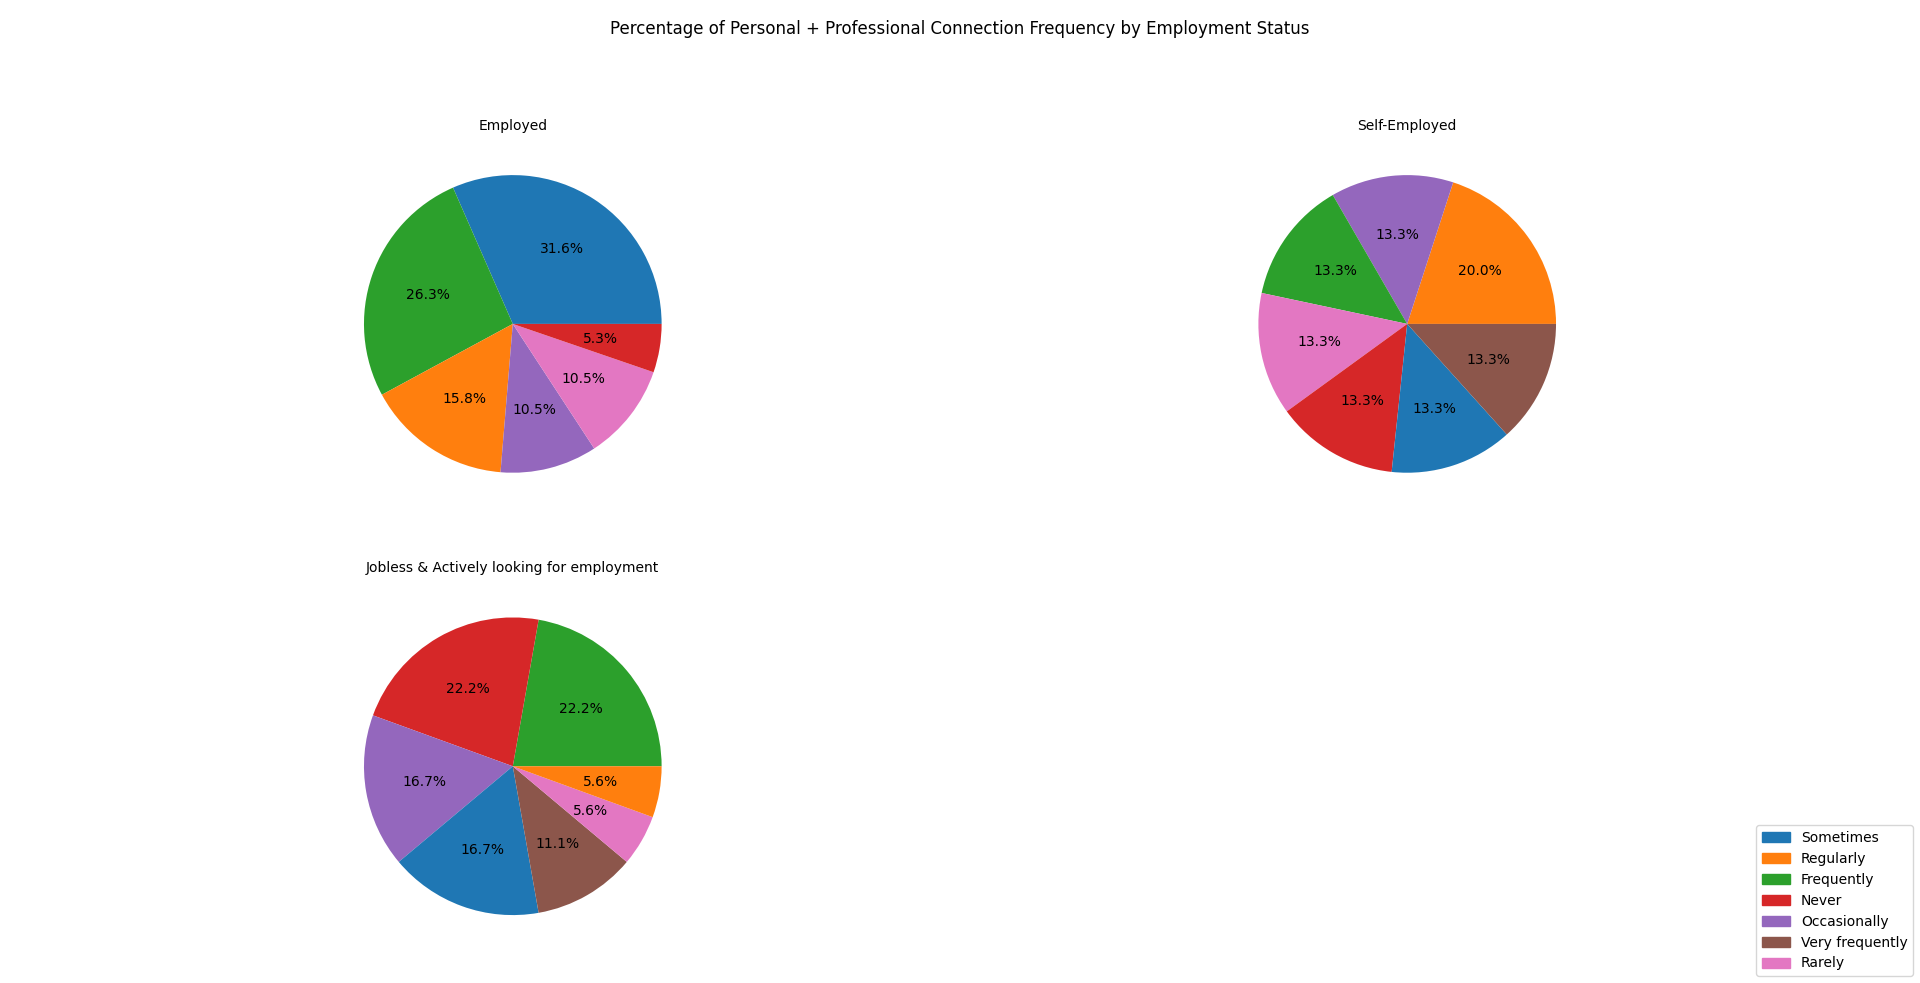 Percentage of Personal + Professional Connection Frequency by Employment Status
Employed
31.6%
26.3%
15.8%
10.5%
10.5%
5.3%
Self-Employed
20.0%
13.3%
13.3%
13.3%
13.3%
13.3%
13.3%
Jobless & Actively looking for employment
22.2%
22.2%
16.7%
16.7%
11.1%
5.6%
5.6%
Sometimes
Regularly
Frequently
Never
Occasionally
Very frequently
Rarely